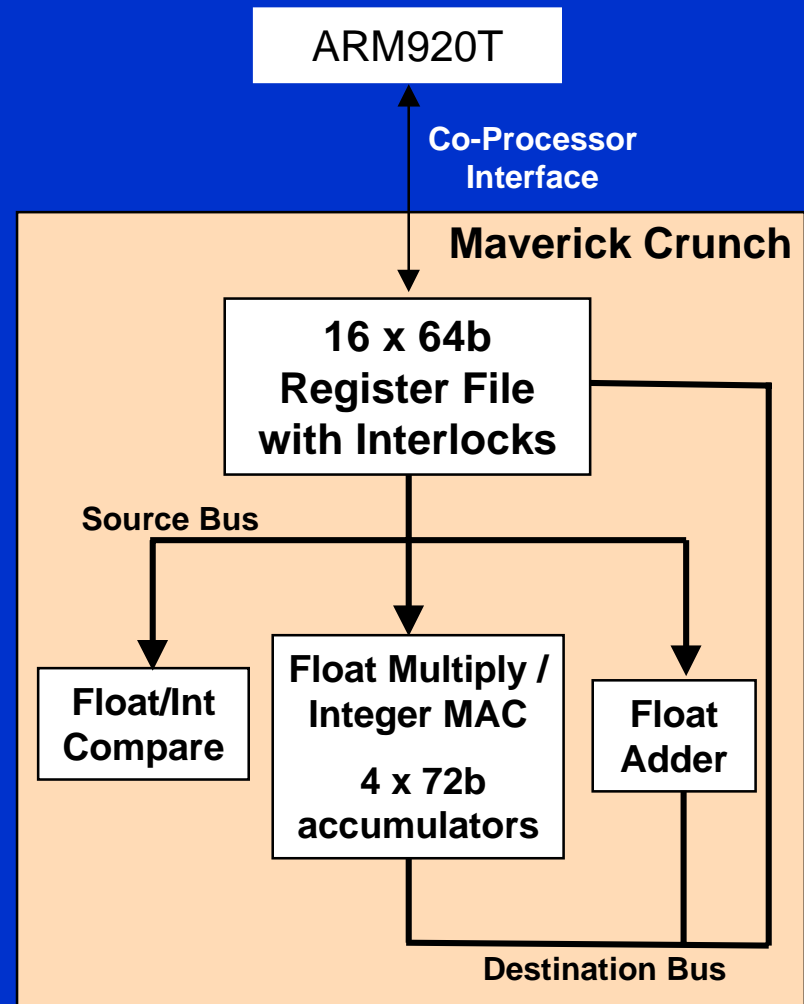 ARM920T
Co-Processor
Interface
Maverick Crunch
16 x 64b
Register File
with Interlocks
Source Bus
Float/Int
Compare
Float Multiply /
Integer MAC
4 x 72b
accumulators
Float
Adder
Destination Bus